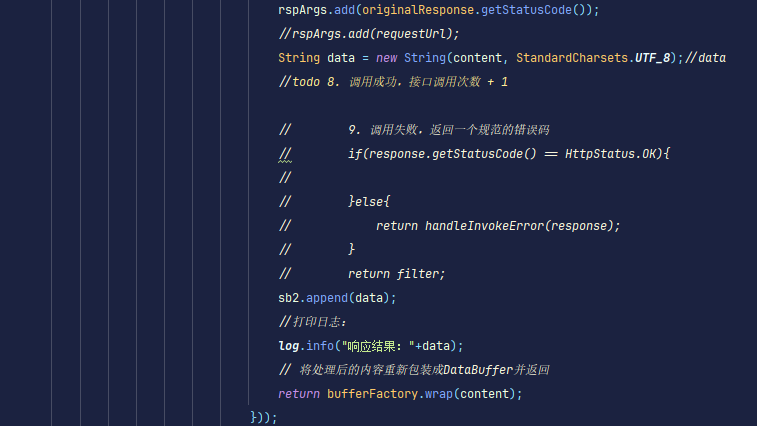 rspArgs.add(originalResponse.getStatusCode());
//rspArgs.add(requestUrl);
String data = new String(content, StandardCharsets.UTF_8);//data
//todo 8. 调用成功，接口调用次数 + 1
// 9. 调用失败，返回一个规范的错误码
// if(response.getStatusCode() == HttpStatus.OK){
//
// }else{
// return handleInvokeError(response);
// }
// return filter;
sb2.append(data);
//打印日志：
log.info("响应结果："+data);
// 将处理后的内容重新包装成DataBuffer并返回
return bufferFactory.wrap(content);
}));